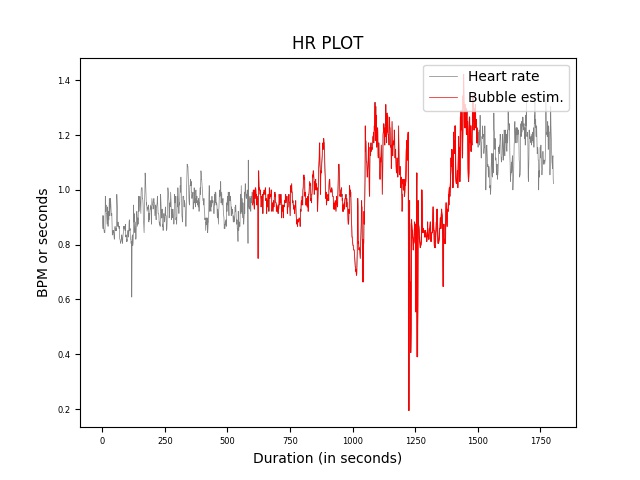 HR PLOT
Heart rate
Bubble estim.
BPM or seconds
1.4
1.2
1.0
0.8
0.6
0.4
0.2
0 250 500 750 1000 1250 1500 1750
Duration (in seconds)